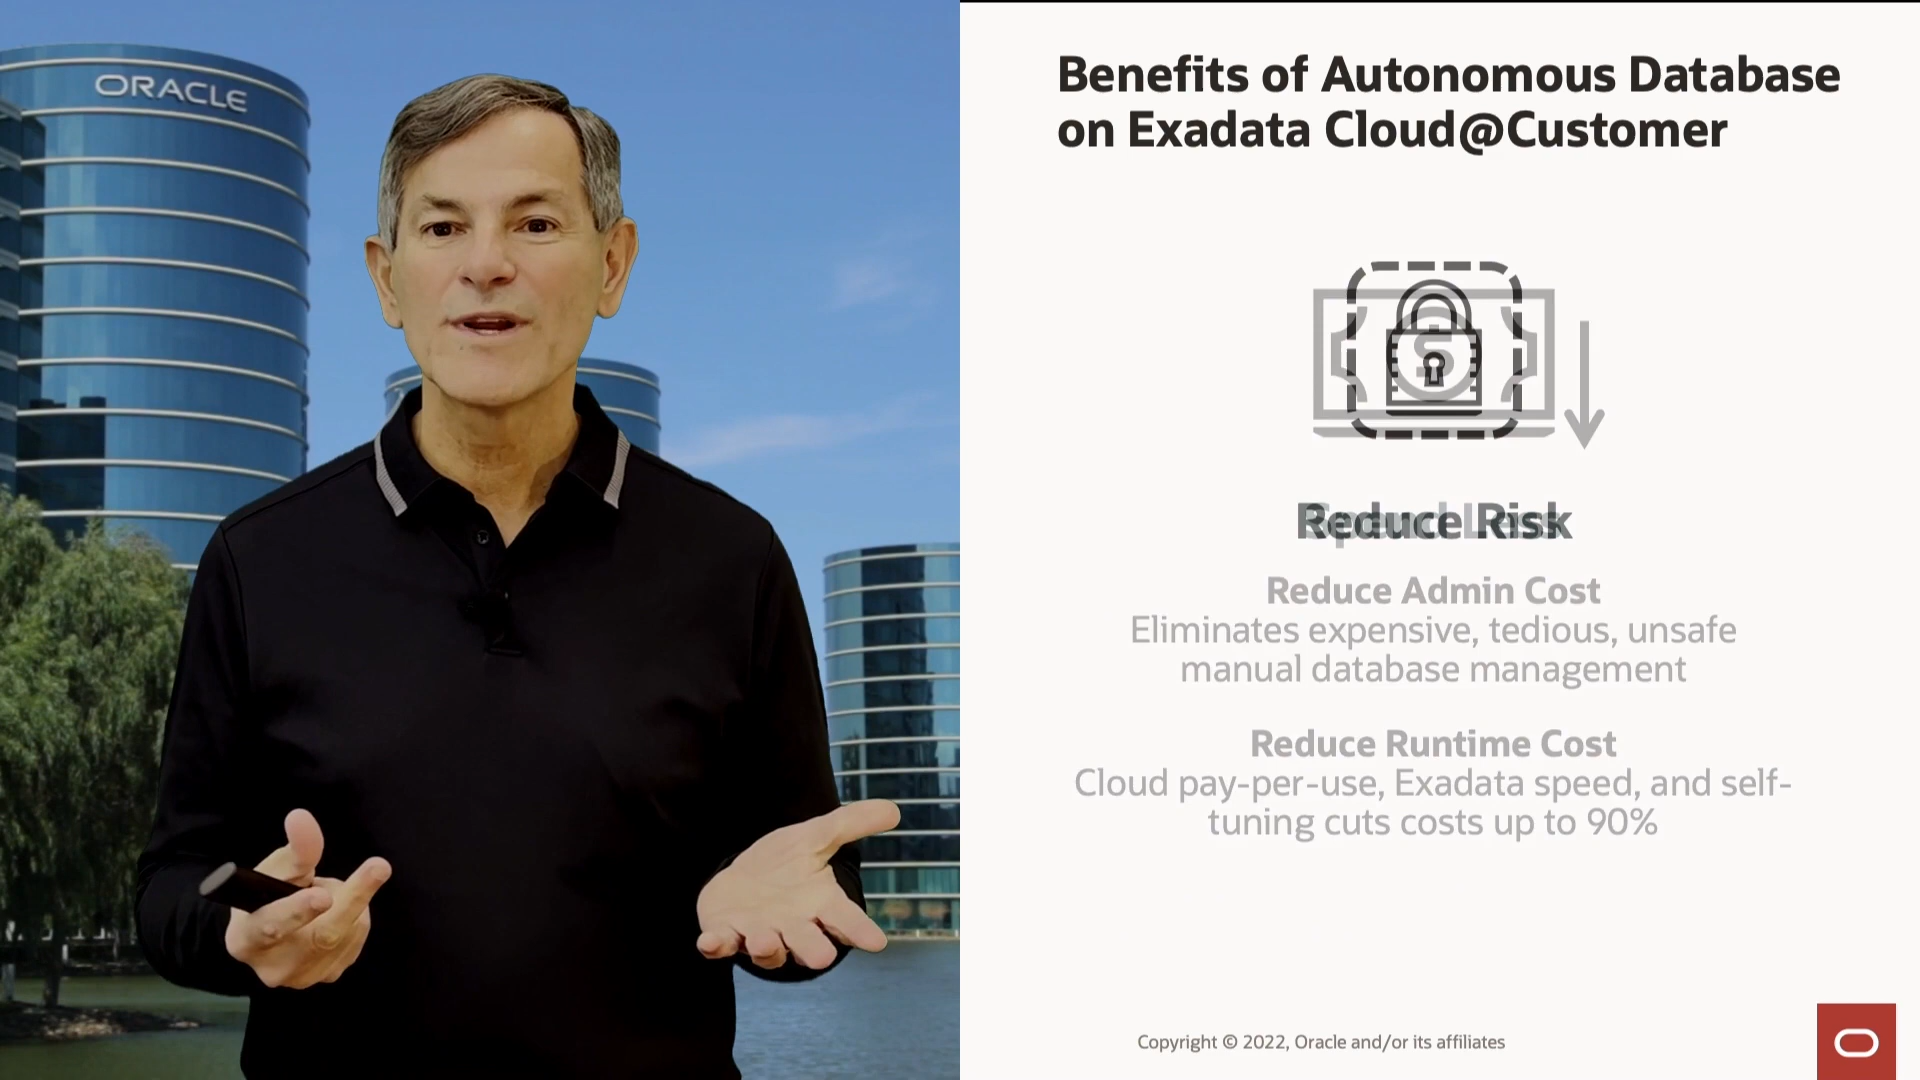 ORACLE
Benefits of Autonomous Database
on Exadata Cloud@Customer
$
Reduce Risk
Spend Less
Reduce Admin Cost
Eliminates expensive, tedious, unsafe
manual database management
Reduce Runtime Cost
Cloud pay-per-use, Exadata speed, and self-
tuning cuts costs up to 90%
Copyright © 2022, Oracle and/or its affiliates